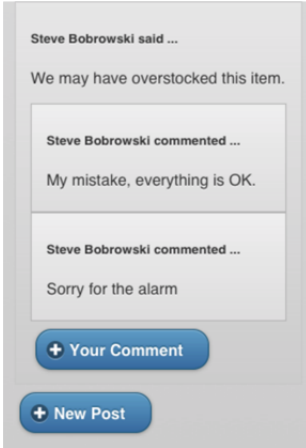 Steve Bobrowski said ...
We may have overstocked this item.
Steve Bobrowski commented ...
My mistake, everything is OK.
Steve Bobrowski commented ...
Sorry for the alarm
Your Comment
New Post